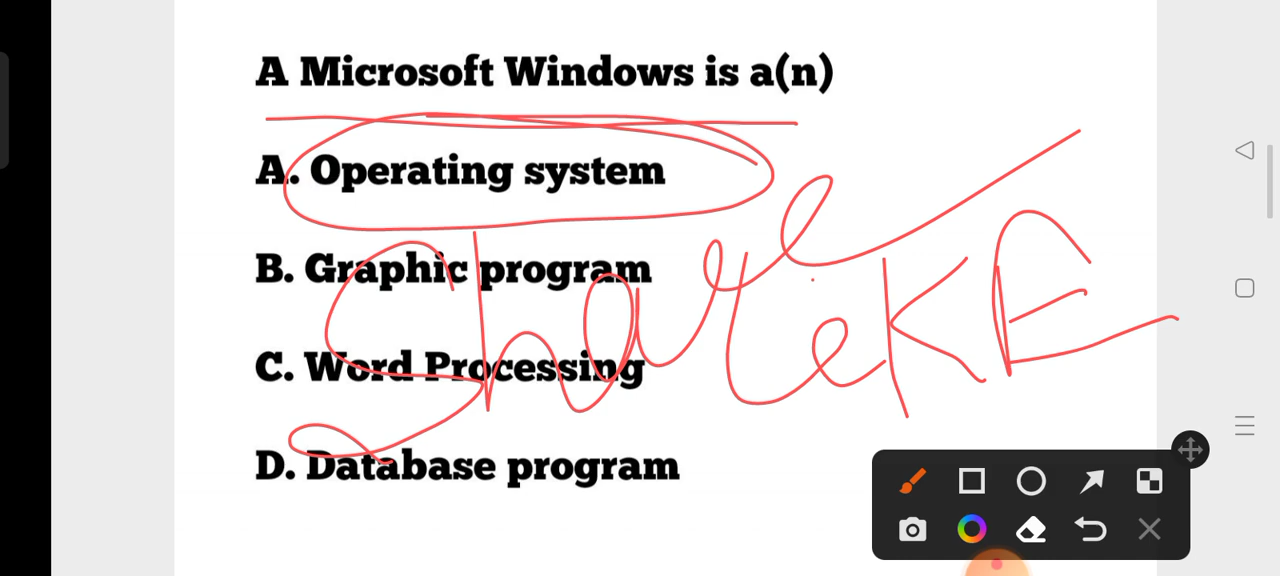 A Microsoft Windows is a(n)
A. Operating system
B. Graphic program
C. Word Processing
D. Database program